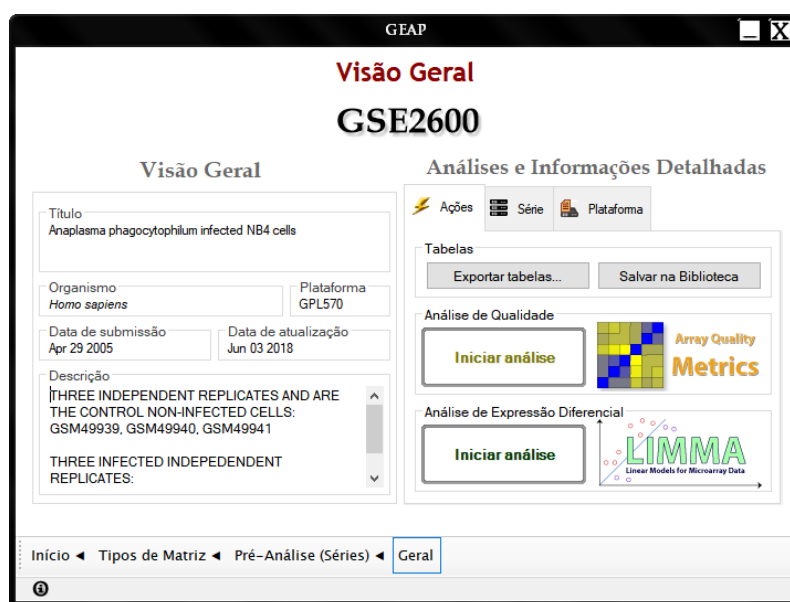 GEAP
Visão Geral
GSE2600
Visão Geral
Análises e Informações Detalhadas
Título
Anaplasma phagocytophilum infected NB4 cells
Organismo
Homo sapiens
Plataforma
GPL570
Data de submissão
Apr 29 2005
Data de atualização
Jun 03 2018
Descrição
THREE INDEPENDENT REPLICATES AND ARE
THE CONTROL NON-INFECTED CELLS:
GSM49939, GSM49940, GSM49941
THREE INFECTED INDEPEDENDENT
REPLICATES:
Ações
Série
Plataforma
Tabelas
Exportar tabelas...
Salvar na Biblioteca
Análise de Qualidade
Iniciar análise
Array Quality
Metrics
Análise de Expressão Diferencial
Iniciar análise
LIMMA
Linear Models for Microarray Data
Início ◄ Tipos de Matriz ◄ Pré-Análise (Séries) ◄ Geral